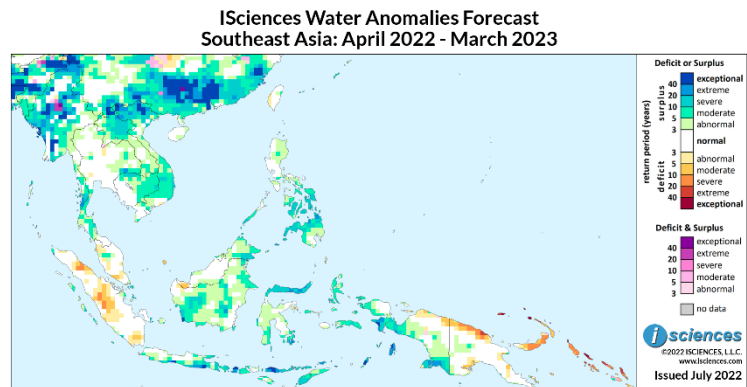 ISciences Water Anomalies Forecast
Southeast Asia: April 2022 - March 2023
Deficit or Surplus
return period (years)
surplus
40 exceptional
20 extreme
10 severe
5 moderate
3 abnormal
normal
deficit
3 abnormal
5 moderate
10 severe
20 extreme
40 exceptional
Deficit & Surplus
40 exceptional
20 extreme
10 severe
5 moderate
3 abnormal
no data
isciences
©2022 ISCIENCES, L.L.C.
www.isciences.com
Issued July 2022